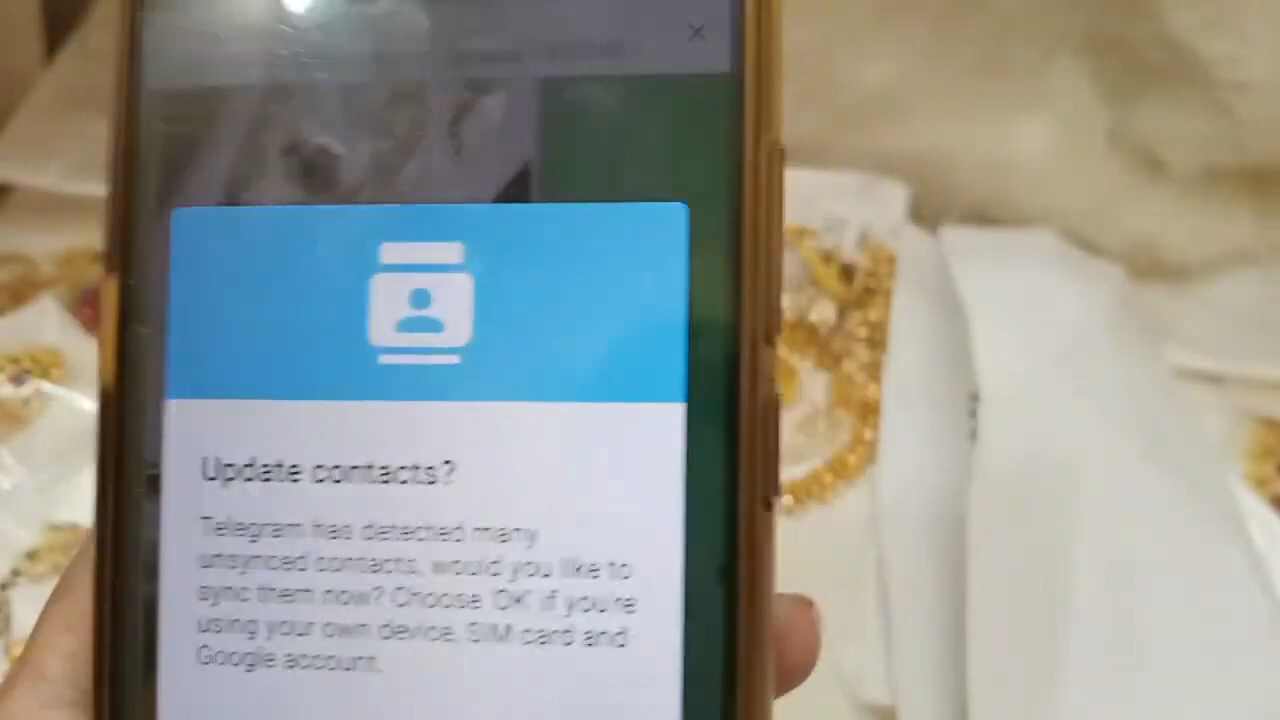 Update contacts?
Telegram has detected many
unsynced contacts, would you like to
sync them now? Choose 'OK' if you're
using your own device, SIM card and
Google account.